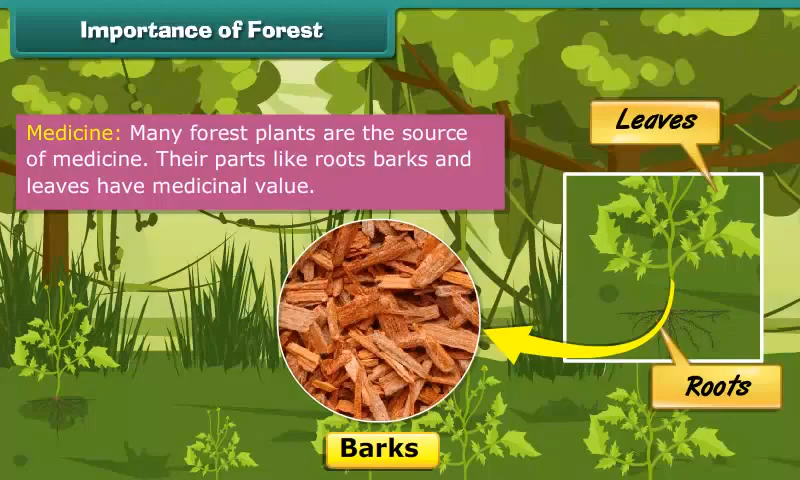 Importance of Forest
Medicine: Many forest plants are the source
of medicine. Their parts like roots barks and
leaves have medicinal value.
Leaves
Roots
Barks